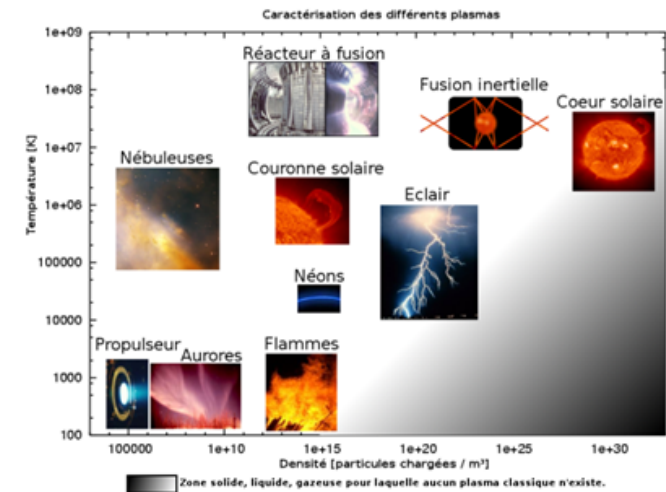 Caractérisation des différents plasmas
1e+09
Réacteur à fusion
1e+08
Fusion inertielle
Coeur solaire
1e+07
Nébuleuses
Couronne solaire
Température [K]
1e+06
Eclair
100000
Néons
10000
Propulseur
Aurores
Flammes
1000
100
100000
1e+10
1e+15
1e+20
1e+25
1e+30
Densité [particules chargées / m³]
Zone solide, liquide, gazeuse pour laquelle aucun plasma classique n'existe.